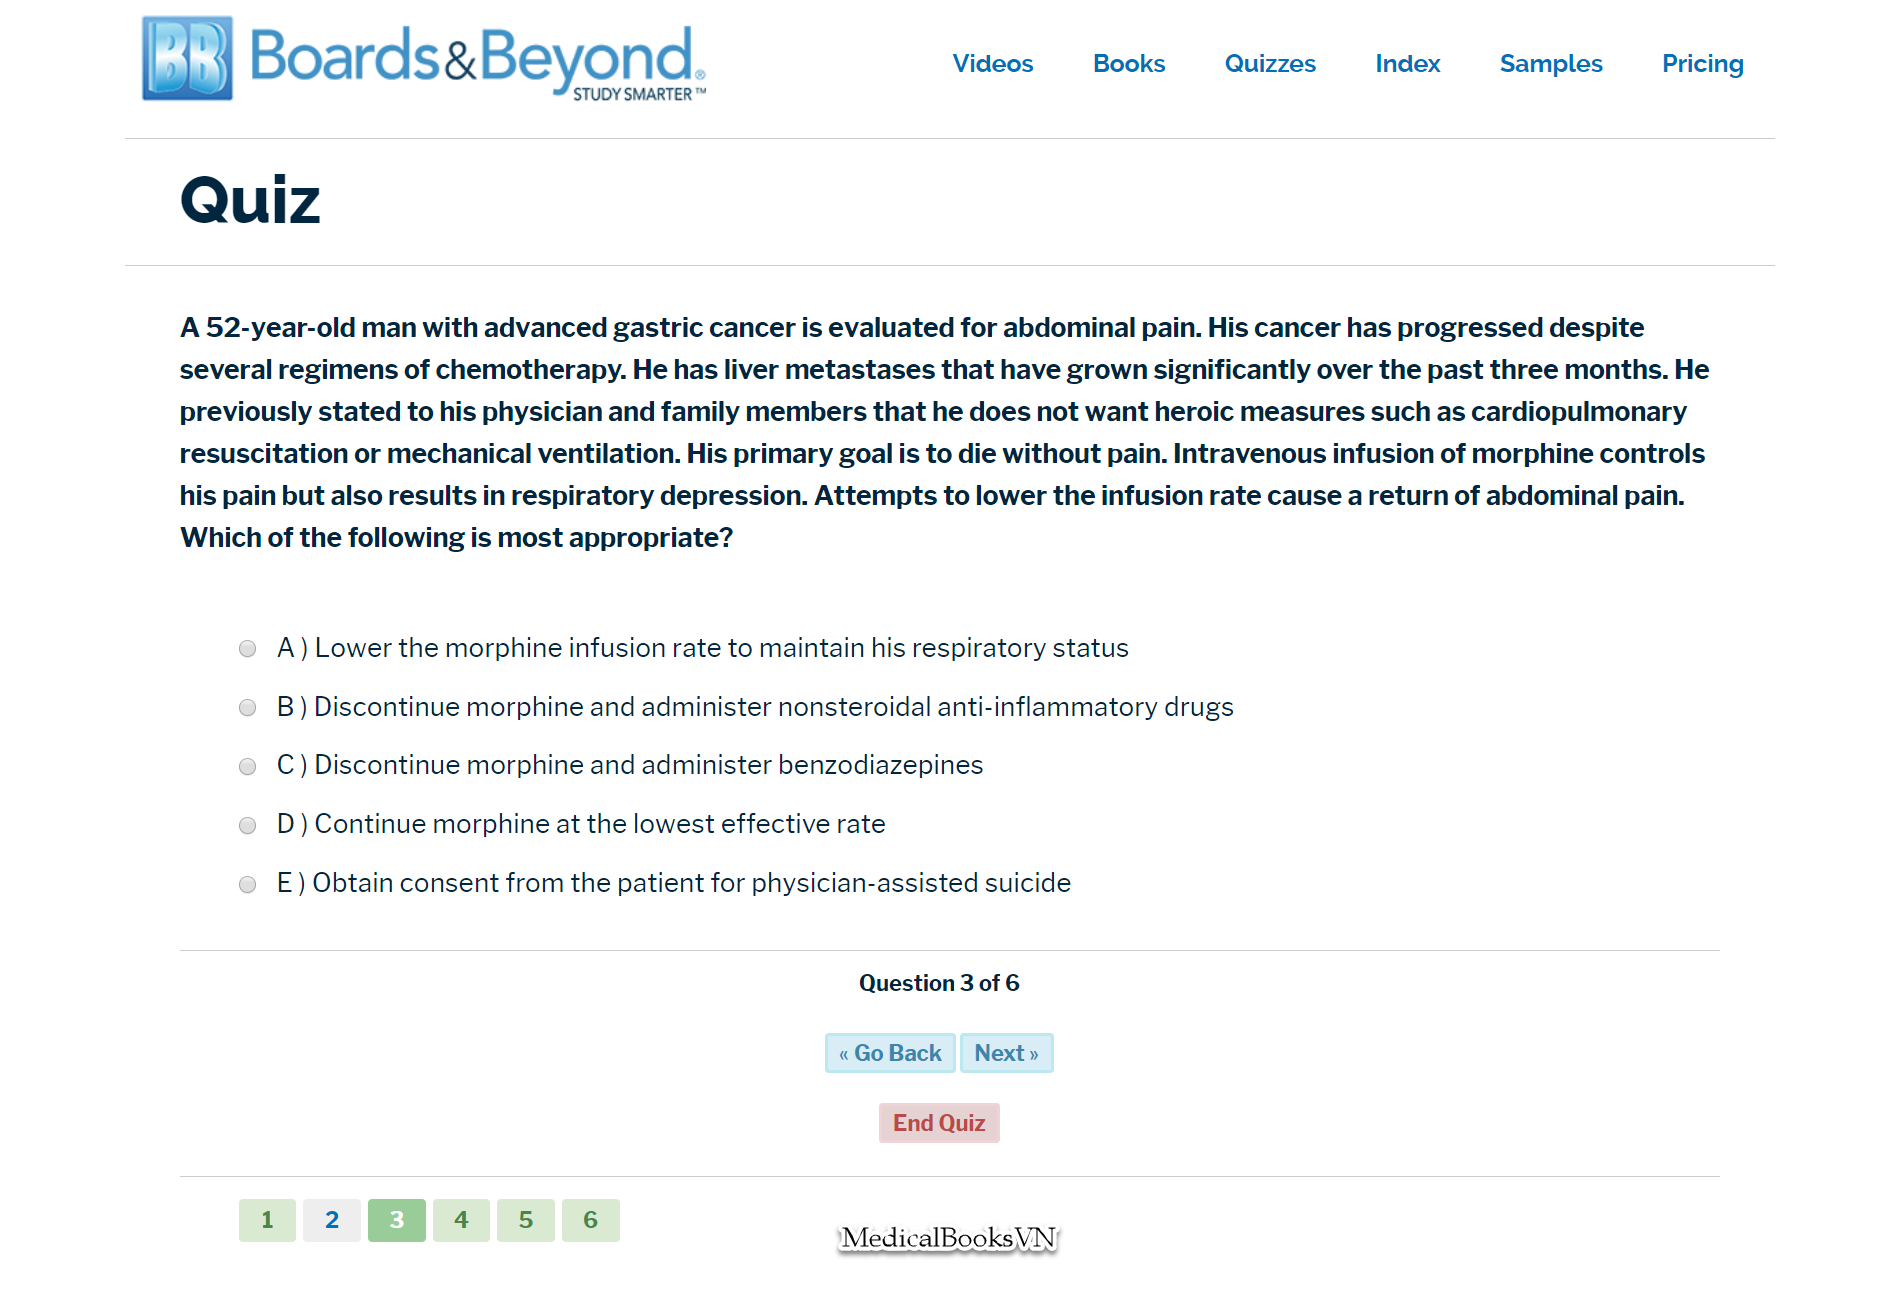 BB Boards&Beyond®
STUDY SMARTER™
Videos Books Quizzes Index Samples Pricing
Quiz
A 52-year-old man with advanced gastric cancer is evaluated for abdominal pain. His cancer has progressed despite
several regimens of chemotherapy. He has liver metastases that have grown significantly over the past three months. He
previously stated to his physician and family members that he does not want heroic measures such as cardiopulmonary
resuscitation or mechanical ventilation. His primary goal is to die without pain. Intravenous infusion of morphine controls
his pain but also results in respiratory depression. Attempts to lower the infusion rate cause a return of abdominal pain.
Which of the following is most appropriate?
A ) Lower the morphine infusion rate to maintain his respiratory status
B ) Discontinue morphine and administer nonsteroidal anti-inflammatory drugs
C ) Discontinue morphine and administer benzodiazepines
D ) Continue morphine at the lowest effective rate
E ) Obtain consent from the patient for physician-assisted suicide
Question 3 of 6
« Go Back Next »
End Quiz
1 2 3 4 5 6
MedicalBooksVN